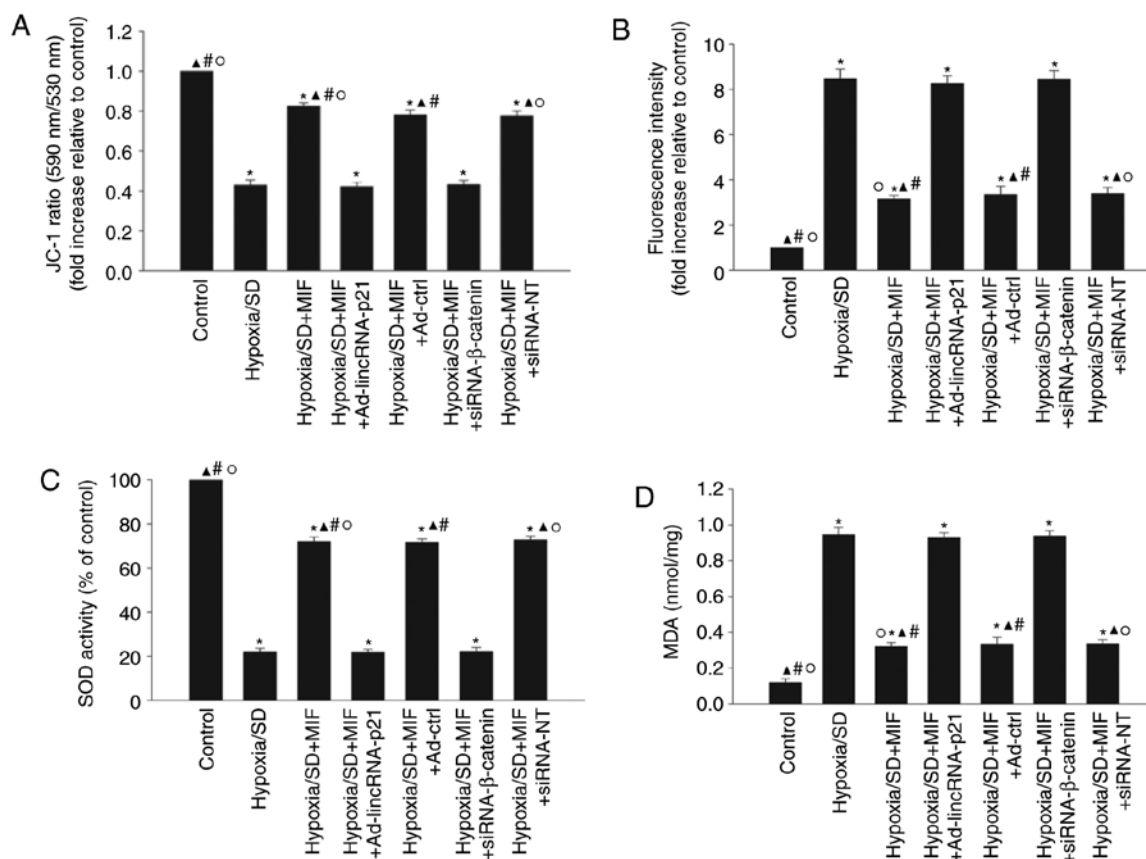 A
JC-1 ratio (590 nm/530 nm)
(fold increase relative to control)
1.2
1.0
0.8
0.6
0.4
0.2
0.0
▲#○
*
*▲#○
*
*▲#
*
*▲○
Control
Hypoxia/SD
Hypoxia/SD+MIF
Hypoxia/SD+MIF
+Ad-lincRNA-p21
Hypoxia/SD+MIF
+Ad-ctrl
Hypoxia/SD+MIF
+siRNA-β-catenin
Hypoxia/SD+MIF
+siRNA-NT
B
Fluorescence intensity
(fold increase relative to control)
10
8
6
4
2
0
▲#○
*
○*▲#
*
*▲#
*
*▲○
Control
Hypoxia/SD
Hypoxia/SD+MIF
Hypoxia/SD+MIF
+Ad-lincRNA-p21
Hypoxia/SD+MIF
+Ad-ctrl
Hypoxia/SD+MIF
+siRNA-β-catenin
Hypoxia/SD+MIF
+siRNA-NT
C
SOD activity (% of control)
100
80
60
40
20
0
▲#○
*
*▲#○
*
*▲#
*
*▲○
Control
Hypoxia/SD
Hypoxia/SD+MIF
Hypoxia/SD+MIF
+Ad-lincRNA-p21
Hypoxia/SD+MIF
+Ad-ctrl
Hypoxia/SD+MIF
+siRNA-β-catenin
Hypoxia/SD+MIF
+siRNA-NT
D
MDA (nmol/mg)
1.2
1.0
0.8
0.6
0.4
0.2
0.0
▲#○
*
○*▲#
*
*▲#
*
*▲○
Control
Hypoxia/SD
Hypoxia/SD+MIF
Hypoxia/SD+MIF
+Ad-lincRNA-p21
Hypoxia/SD+MIF
+Ad-ctrl
Hypoxia/SD+MIF
+siRNA-β-catenin
Hypoxia/SD+MIF
+siRNA-NT